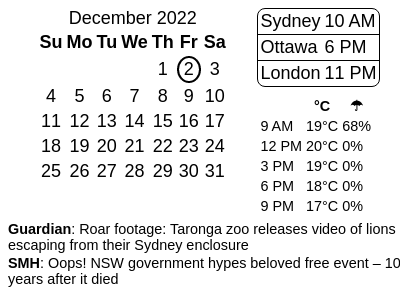 December 2022
Su Mo Tu We Th Fr Sa
1 2 3
4 5 6 7 8 9 10
11 12 13 14 15 16 17
18 19 20 21 22 23 24
25 26 27 28 29 30 31
Sydney 10 AM
Ottawa 6 PM
London 11 PM
°C ☂
9 AM 19°C 68%
12 PM 20°C 0%
3 PM 19°C 0%
6 PM 18°C 0%
9 PM 17°C 0%
Guardian: Roar footage: Taronga zoo releases video of lions
escaping from their Sydney enclosure
SMH: Oops! NSW government hypes beloved free event – 10
years after it died